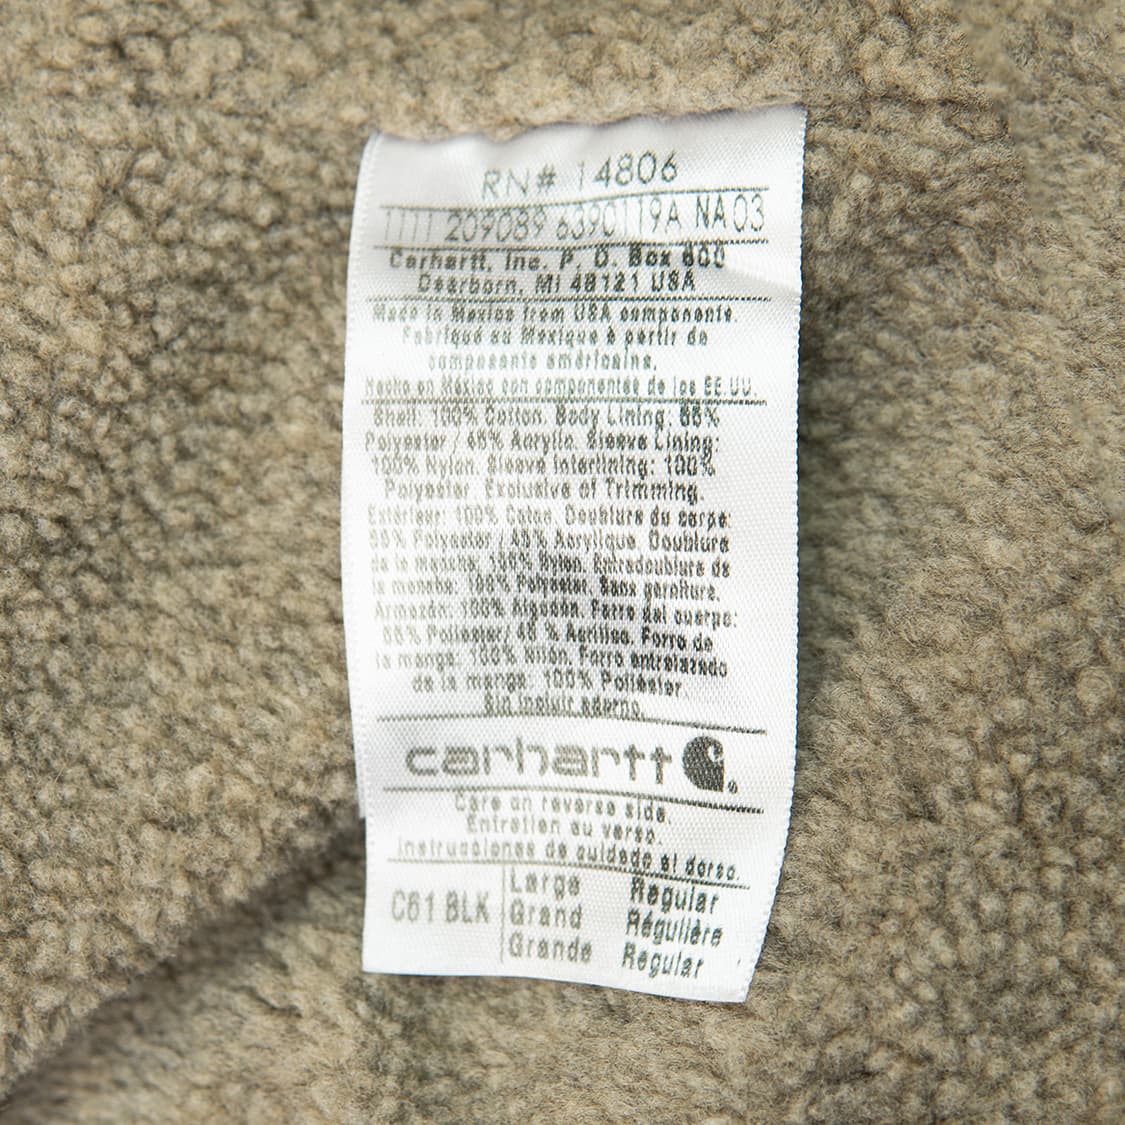 RN# 14806
1111 209089 6390119A NA03
Carhartt, Inc. P. O. Box 600
Dearborn, MI 48121 USA
Made in Mexico from USA components.
Fabriqué au Mexique à partir de
composants américains.
Hecho en México con componentes de los EE.UU.
Shell: 100% Cotton. Body Lining: 55%
Polyester / 45% Acrylic. Sleeve Lining:
100% Nylon. Sleeve Interlining: 100%
Polyester. Exclusive of Trimming.
Extérieur: 100% Coton. Doublure du corps:
55% Polyester / 45% Acrylique. Doublure
de la manche: 100% Nylon. Entredoublure de
la manche: 100% Polyester. Sans garniture.
Armazón: 100% Algodón. Forro del cuerpo:
55% Poliester/ 45 % Acrílico. Forro de
la manga: 100% Nilón. Forro entrelazado
de la manga: 100% Poliéster.
Sin incluir adorno.
carhartt
Care on reverse side.
Entretien au verso.
Instrucciones de cuidado al dorso.
C61 BLK Large Regular
Grand Régulière
Grande Regular